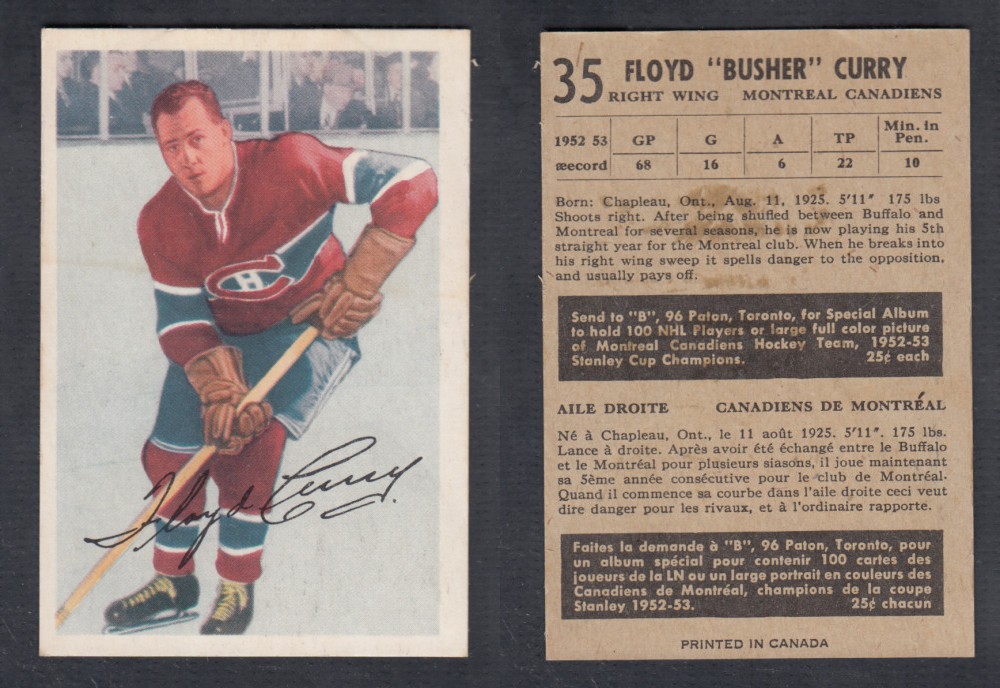 C
Floyd Curry.
35 FLOYD "BUSHER" CURRY
RIGHT WING MONTREAL CANADIENS
1952 53 GP G A TP Min. in Pen.
æecord 68 16 6 22 10
Born: Chapleau, Ont., Aug. 11, 1925. 5'11" 175 lbs
Shoots right. After being shufled between Buffalo and
Montreal for several seasons, he is now playing his 5th
straight year for the Montreal club. When he breaks into
his right wing sweep it spells danger to the opposition,
and usually pays off.
Send to "B", 96 Paton, Toronto, for Special Album
to hold 100 NHL Players or large full color picture
of Montreal Canadiens Hockey Team, 1952-53
Stanley Cup Champions. 25¢ each
AILE DROITE CANADIENS DE MONTRÉAL
Né à Chapleau, Ont., le 11 août 1925. 5'11". 175 lbs.
Lance à droite. Après avoir été échangé entre le Buffalo
et le Montréal pour plusieurs siasons, il joue maintenant
sa 5ème année consécutive pour le club de Montréal.
Quand il commence sa courbe dans l'aile droite ceci veut
dire danger pour les rivaux, et à l'ordinaire rapporte.
Faites la demande à "B", 96 Paton, Toronto, pour
un album spécial pour contenir 100 cartes des
joueurs de la LN ou un large portrait en couleurs des
Canadiens de Montréal, champions de la coupe
Stanley 1952-53. 25¢ chacun
PRINTED IN CANADA